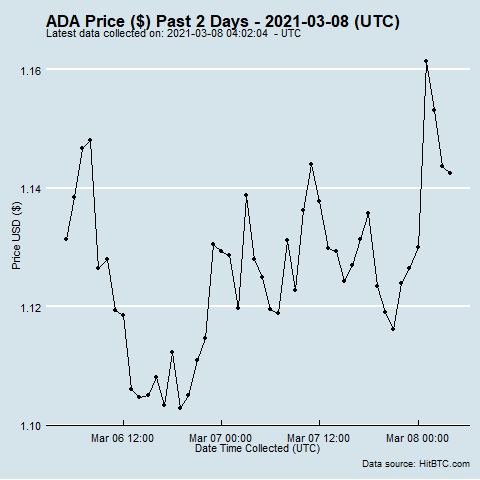 ADA Price ($) Past 2 Days - 2021-03-08 (UTC)
Latest data collected on: 2021-03-08 04:02:04 - UTC
1.16
1.14
1.12
1.10
Price USD ($)
Mar 06 12:00 Mar 07 00:00 Mar 07 12:00 Mar 08 00:00
Date Time Collected (UTC)
Data source: HitBTC.com